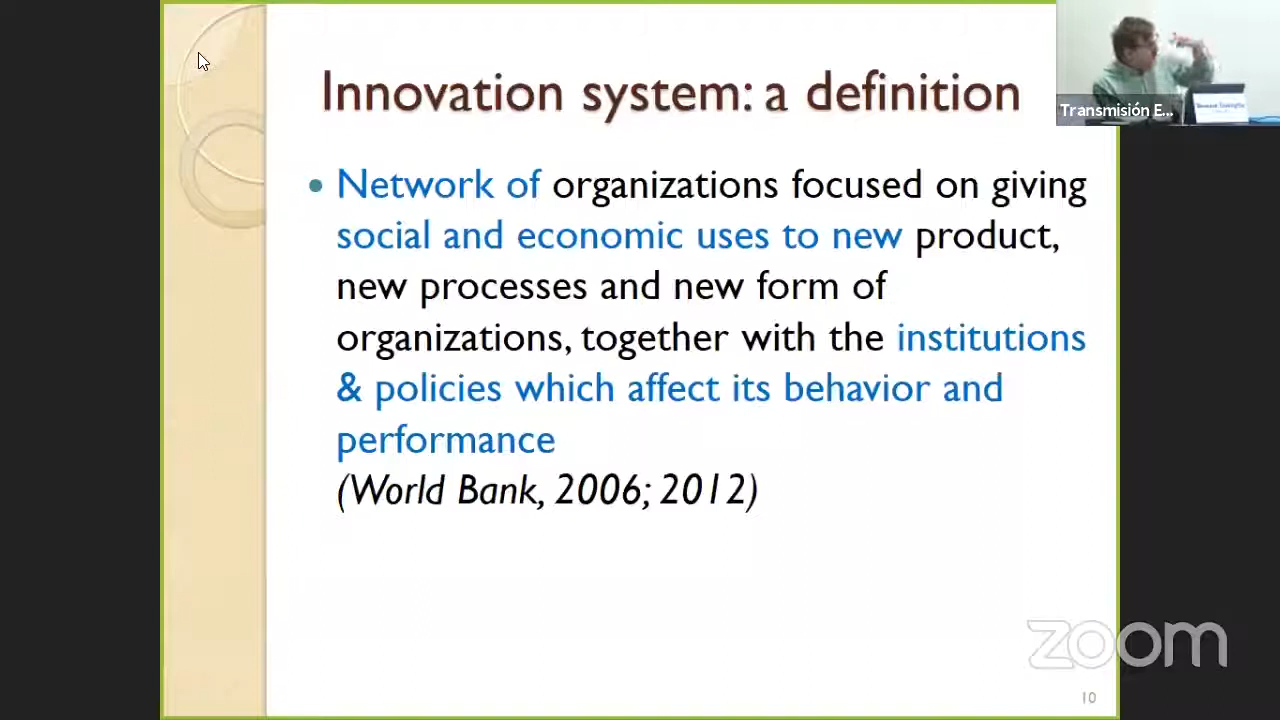 Innovation system: a definition
Transmisión E...
• Network of organizations focused on giving
social and economic uses to new product,
new processes and new form of
organizations, together with the institutions
& policies which affect its behavior and
performance
(World Bank, 2006; 2012)
zoom
10